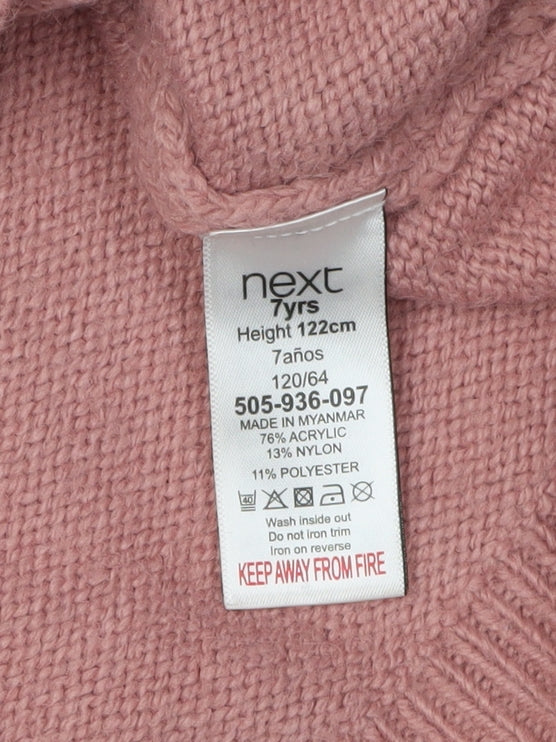 next
7yrs
Height 122cm
7años
120/64
505-936-097
MADE IN MYANMAR
76% ACRYLIC
13% NYLON
11% POLYESTER
40
Wash inside out
Do not iron trim
Iron on reverse
KEEP AWAY FROM FIRE